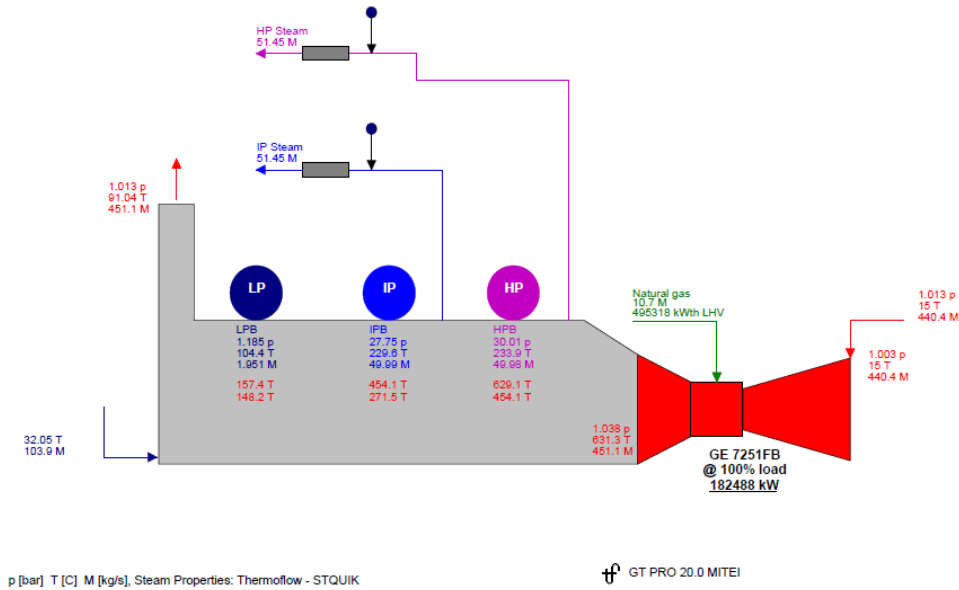 HP Steam
51.45 M
IP Steam
51.45 M
1.013 p
91.04 T
451.1 M
LP
IP
HP
LPB
1.185 p
104.4 T
1.951 M
157.4 T
148.2 T
IPB
27.75 p
229.6 T
49.99 M
454.1 T
271.5 T
HPB
30.01 p
233.9 T
49.98 M
629.1 T
454.1 T
Natural gas
10.7 M
495318 kWth LHV
1.013 p
15 T
440.4 M
1.003 p
15 T
440.4 M
32.05 T
103.9 M
1.038 p
631.3 T
451.1 M
GE 7251FB
@ 100% load
182488 kW
p [bar] T [C] M [kg/s], Steam Properties: Thermoflow - STQUIK
GT PRO 20.0 MITEI